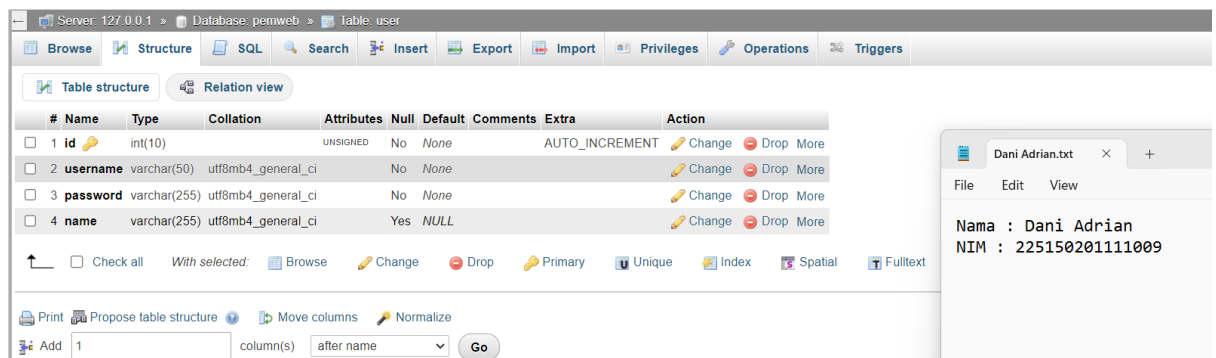 ← Server: 127.0.0.1 » Database: pemweb » Table: user
Browse Structure SQL Search Insert Export Import Privileges Operations Triggers
Table structure Relation view
# Name Type Collation Attributes Null Default Comments Extra Action
1 id int(10) UNSIGNED No None AUTO_INCREMENT Change Drop More
2 username varchar(50) utf8mb4_general_ci No None Change Drop More
3 password varchar(255) utf8mb4_general_ci No None Change Drop More
4 name varchar(255) utf8mb4_general_ci Yes NULL Change Drop More
Check all With selected: Browse Change Drop Primary Unique Index Spatial Fulltext
Print Propose table structure Move columns Normalize
Add 1 column(s) after name Go
Dani Adrian.txt × +
File Edit View
Nama : Dani Adrian
NIM : 225150201111009